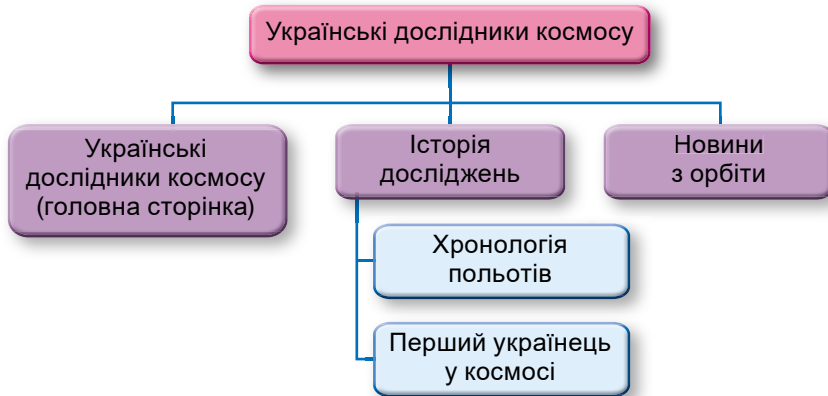 Українські дослідники космосу
Українські
дослідники космосу
(головна сторінка)
Історія
досліджень
Новини
з орбіти
Хронологія
польотів
Перший українець
у космосі